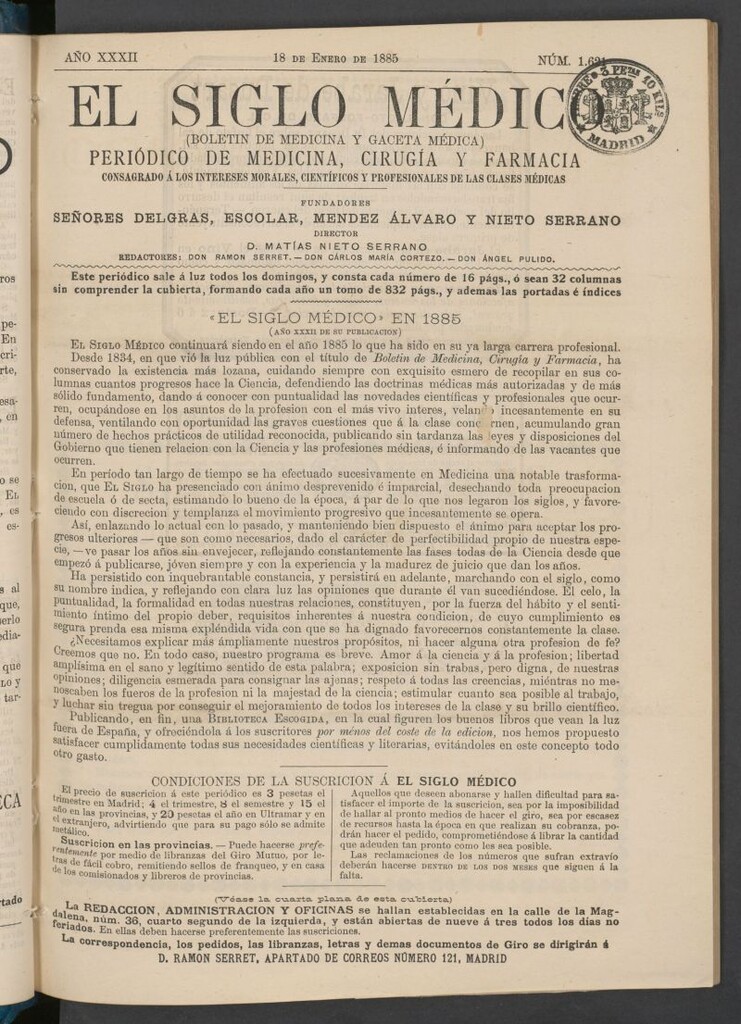 AÑO XXXII 18 DE ENERO DE 1885 NÚM.
EL SIGLO MÉDICO
(BOLETIN DE MEDICINA Y GACETA MÉDICA)
PERIÓDICO DE MEDICINA, CIRUGÍA Y FARMACIA
CONSAGRADO Á LOS INTERESES MORALES, CIENTÍFICOS Y PROFESIONALES DE LAS CLASES MÉDICAS
FUNDADORES
SEÑORES DELGRAS, ESCOLAR, MENDEZ ÁLVARO Y NIETO SERRANO
DIRECTOR
D. MATÍAS NIETO SERRANO
REDACTORES: DON RAMON SERRET. — DON CÁRLOS MARÍA CORTEZO. — DON ÁNGEL PULIDO.
Este periódico sale á luz todos los domingos, y consta cada número de 16 págs., ó sean 32 columnas
sin comprender la cubierta, formando cada año un tomo de 832 págs., y ademas las portadas é índices
«EL SIGLO MÉDICO» EN 1885
(AÑO XXXII DE SU PUBLICACION)
EL SIGLO MÉDICO continuará siendo en el año 1885 lo que ha sido en su ya larga carrera profesional.
Desde 1834, en que vió la luz pública con el título de Boletin de Medicina, Cirugía y Farmacia, ha
conservado la existencia más lozana, cuidando siempre con exquisito esmero de recopilar en sus co-
lumnas cuantos progresos hace la Ciencia, defendiendo las doctrinas médicas más autorizadas y de más
sólido fundamento, dando á conocer con puntualidad las novedades científicas y profesionales que ocur-
ren, ocupándose en los asuntos de la profesion con el más vivo interes, velando incesantemente en su
defensa, ventilando con oportunidad las graves cuestiones que á la clase conciernen, acumulando gran
número de hechos prácticos de utilidad reconocida, publicando sin tardanza las leyes y disposiciones del
Gobierno que tienen relacion con la Ciencia y las profesiones médicas, é informando de las vacantes que
ocurren.
En período tan largo de tiempo se ha efectuado sucesivamente en Medicina una notable trasforma-
cion, que EL SIGLO ha presenciado con ánimo desprevenido é imparcial, desechando toda preocupacion
de escuela ó de secta, estimando lo bueno de la época, á par de lo que nos legaron los siglos, y favore-
ciendo con discrecion y templanza el movimiento progresivo que incesantemente se opera.
Así, enlazando lo actual con lo pasado, y manteniendo bien dispuesto el ánimo para aceptar los pro-
gresos ulteriores — que son como necesarios, dado el carácter de perfectibilidad propio de nuestra espe-
cie, — ve pasar los años sin envejecer, reflejando constantemente las fases todas de la Ciencia desde que
empezó á publicarse, jóven siempre y con la experiencia y la madurez de juicio que dan los años.
Ha persistido con inquebrantable constancia, y persistirá en adelante, marchando con el siglo, como
su nombre indica, y reflejando con clara luz las opiniones que durante él van sucediéndose. El celo, la
puntualidad, la formalidad en todas nuestras relaciones, constituyen, por la fuerza del hábito y el senti-
miento íntimo del propio deber, requisitos inherentes á nuestra condicion, de cuyo cumplimiento es
segura prenda esa misma expléndida vida con que se ha dignado favorecernos constantemente la clase.
¿Necesitamos explicar más ámpliamente nuestros propósitos, ni hacer alguna otra profesion de fe?
Creemos que no. En todo caso, nuestro programa es breve. Amor á la ciencia y á la profesion; libertad
amplísima en el sano y legítimo sentido de esta palabra; exposicion sin trabas, pero digna, de nuestras
opiniones; diligencia esmerada para consignar las ajenas; respeto á todas las creencias, miéntras no me-
noscaben los fueros de la profesion ni la majestad de la ciencia; estimular cuanto sea posible al trabajo,
y luchar sin tregua por conseguir el mejoramiento de todos los intereses de la clase y su brillo científico.
Publicando, en fin, una BIBLIOTECA ESCOGIDA, en la cual figuren los buenos libros que vean la luz
fuera de España, y ofreciéndola á los suscritores por ménos del coste de la edicion, nos hemos propuesto
satisfacer cumplidamente todas sus necesidades científicas y literarias, evitándoles en este concepto todo
otro gasto.
CONDICIONES DE LA SUSCRICION Á EL SIGLO MÉDICO
El precio de suscricion á este periódico es 3 pesetas el
trimestre en Madrid; 4 el trimestre, 8 el semestre y 15 el
año en las provincias, y 20 pesetas el año en Ultramar y en
el extranjero, advirtiendo que para su pago sólo se admite
metálico.
Suscricion en las provincias. — Puede hacerse prefe-
rentemente por medio de libranzas del Giro Mutuo, por le-
tras de fácil cobro, remitiendo sellos de franqueo, y en casa
de los comisionados y libreros de provincias.
Aquellos que deseen abonarse y hallen dificultad para sa-
tisfacer el importe de la suscricion, sea por la imposibilidad
de hallar al pronto medios de hacer el giro, sea por escasez
de recursos hasta la época en que realizan su cobranza, po-
drán hacer el pedido, comprometiéndose á librar la cantidad
que adeuden tan pronto como les sea posible.
Las reclamaciones de los números que sufran extravío
deberán hacerse DENTRO DE LOS DOS MESES que siguen á la
falta.
(Véase la cuarta plana de esta cubierta)
La REDACCION, ADMINISTRACION Y OFICINAS se hallan establecidas en la calle de la Mag-
dalena, núm. 36, cuarto segundo de la izquierda, y están abiertas de nueve á tres todos los dias no
feriados. En ellas deben hacerse preferentemente las suscriciones.
La correspondencia, los pedidos, las libranzas, letras y demas documentos de Giro se dirigirán á
D. RAMON SERRET, APARTADO DE CORREOS NÚMERO 121, MADRID
TIMBRE 3 PETAS 10 KILS
MADRID